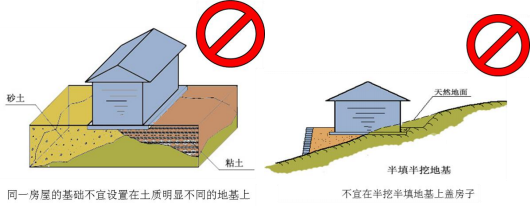 砂土
粘土
同一房屋的基础不宜设置在土质明显不同的地基上
天然地面
半填半挖地基
不宜在半挖半填地基上盖房子